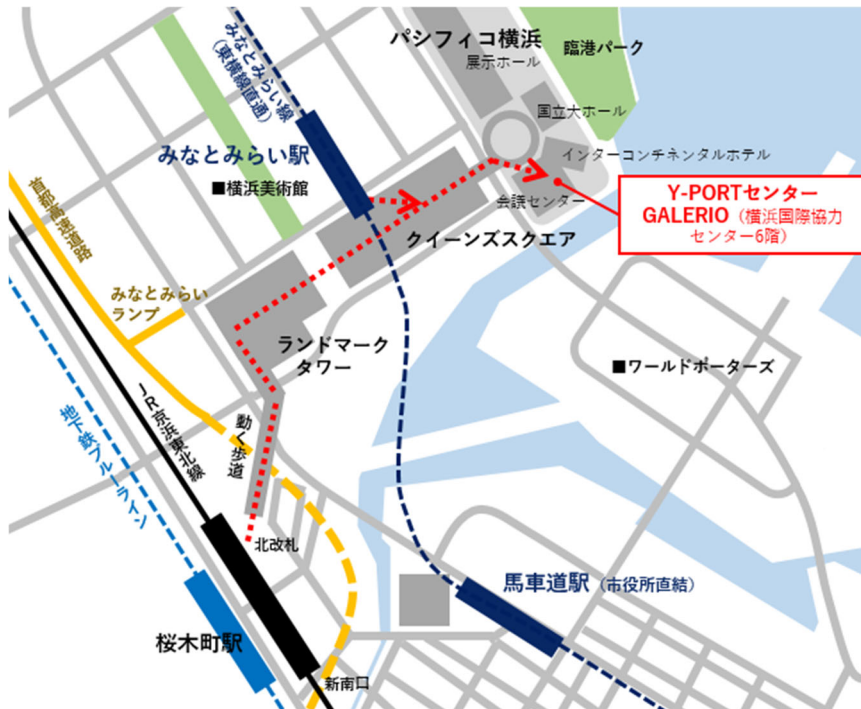 みなとみらい線
(東横線直通)
パシフィコ横浜
展示ホール
臨港パーク
国立大ホール
みなとみらい駅
インターコンチネンタルホテル
■横浜美術館
会議センター
Y-PORTセンター
GALERIO（横浜国際協力
センター6階）
首都高速道路
クイーンズスクエア
みなとみらい
ランプ
ランドマーク
タワー
■ワールドポーターズ
JR京浜東北線
地下鉄ブルーライン
動く歩道
北改札
馬車道駅（市役所直結）
桜木町駅
新南口